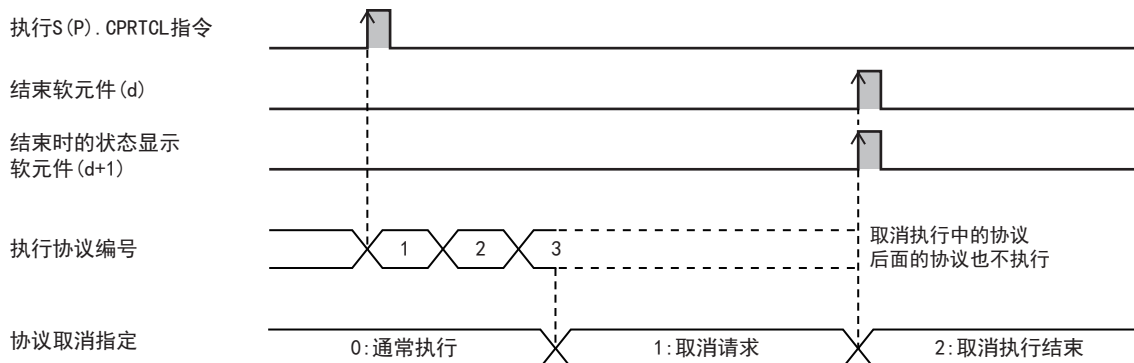 执行S(P).CPRTCL指令
结束软元件(d)
结束时的状态显示
软元件(d+1)
执行协议编号
1
2
3
取消执行中的协议
后面的协议也不执行
协议取消指定
0:通常执行
1:取消请求
2:取消执行结束